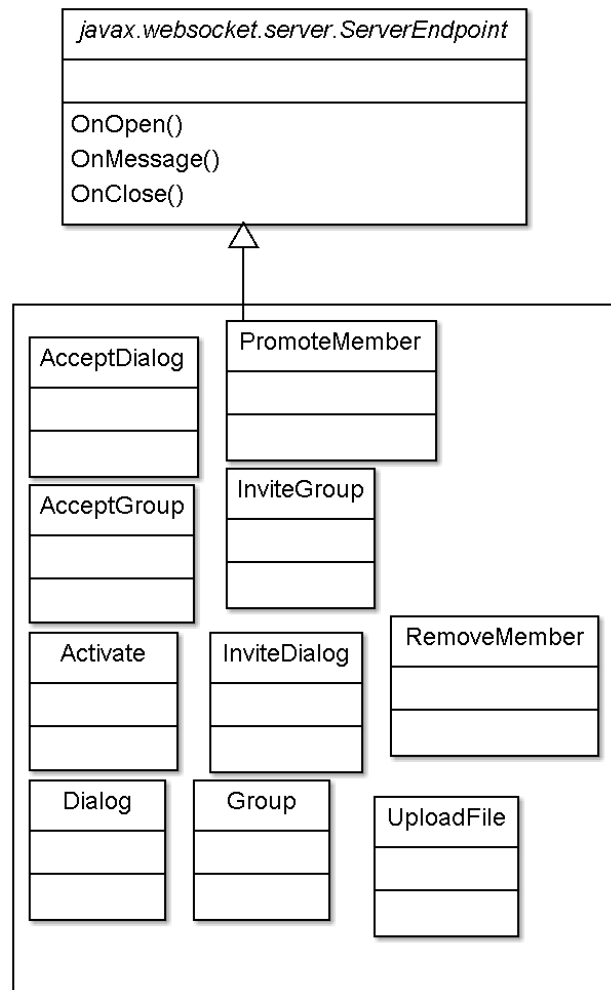 javax.websocket.server.ServerEndpoint
OnOpen()
OnMessage()
OnClose()
AcceptDialog
PromoteMember
AcceptGroup
InviteGroup
Activate
InviteDialog
RemoveMember
Dialog
Group
UploadFile